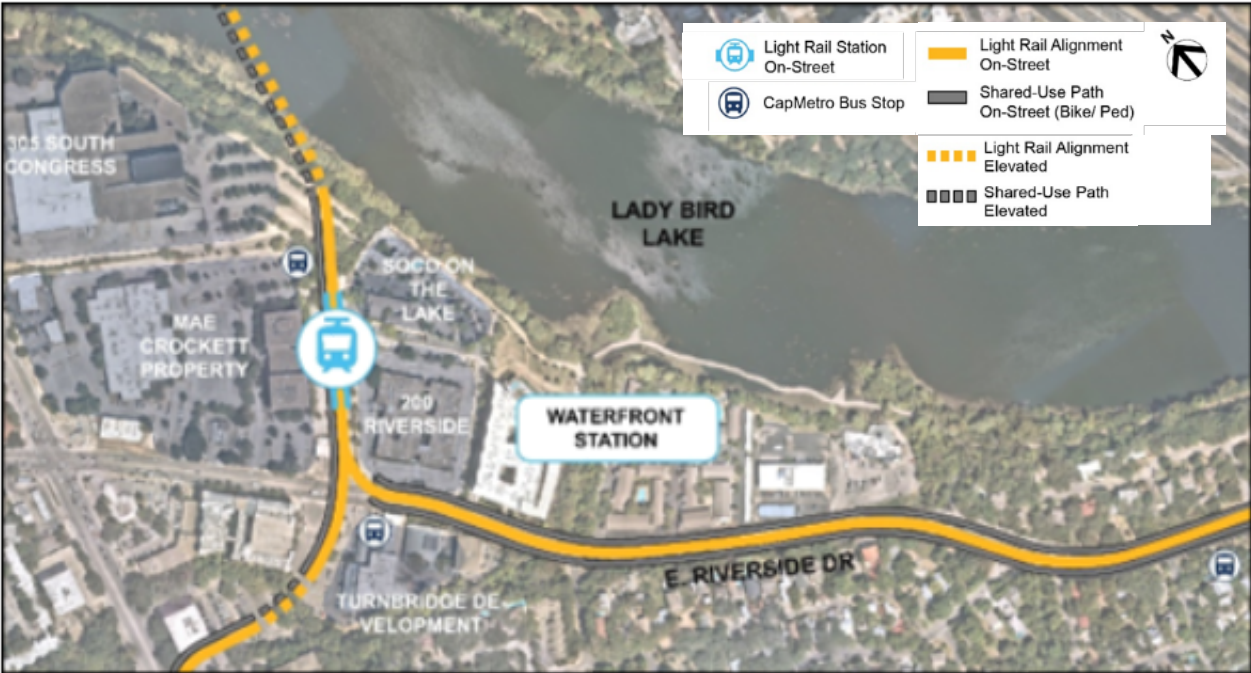 Light Rail Station
On-Street
CapMetro Bus Stop
Light Rail Alignment
On-Street
Shared-Use Path
On-Street (Bike/ Ped)
Light Rail Alignment
Elevated
Shared-Use Path
Elevated
N
305 SOUTH
CONGRESS
LADY BIRD
LAKE
SOCO ON
THE
LAKE
MAE
CROCKETT
PROPERTY
200
RIVERSIDE
WATERFRONT
STATION
E. RIVERSIDE DR
TURNBRIDGE DE-
VELOPMENT